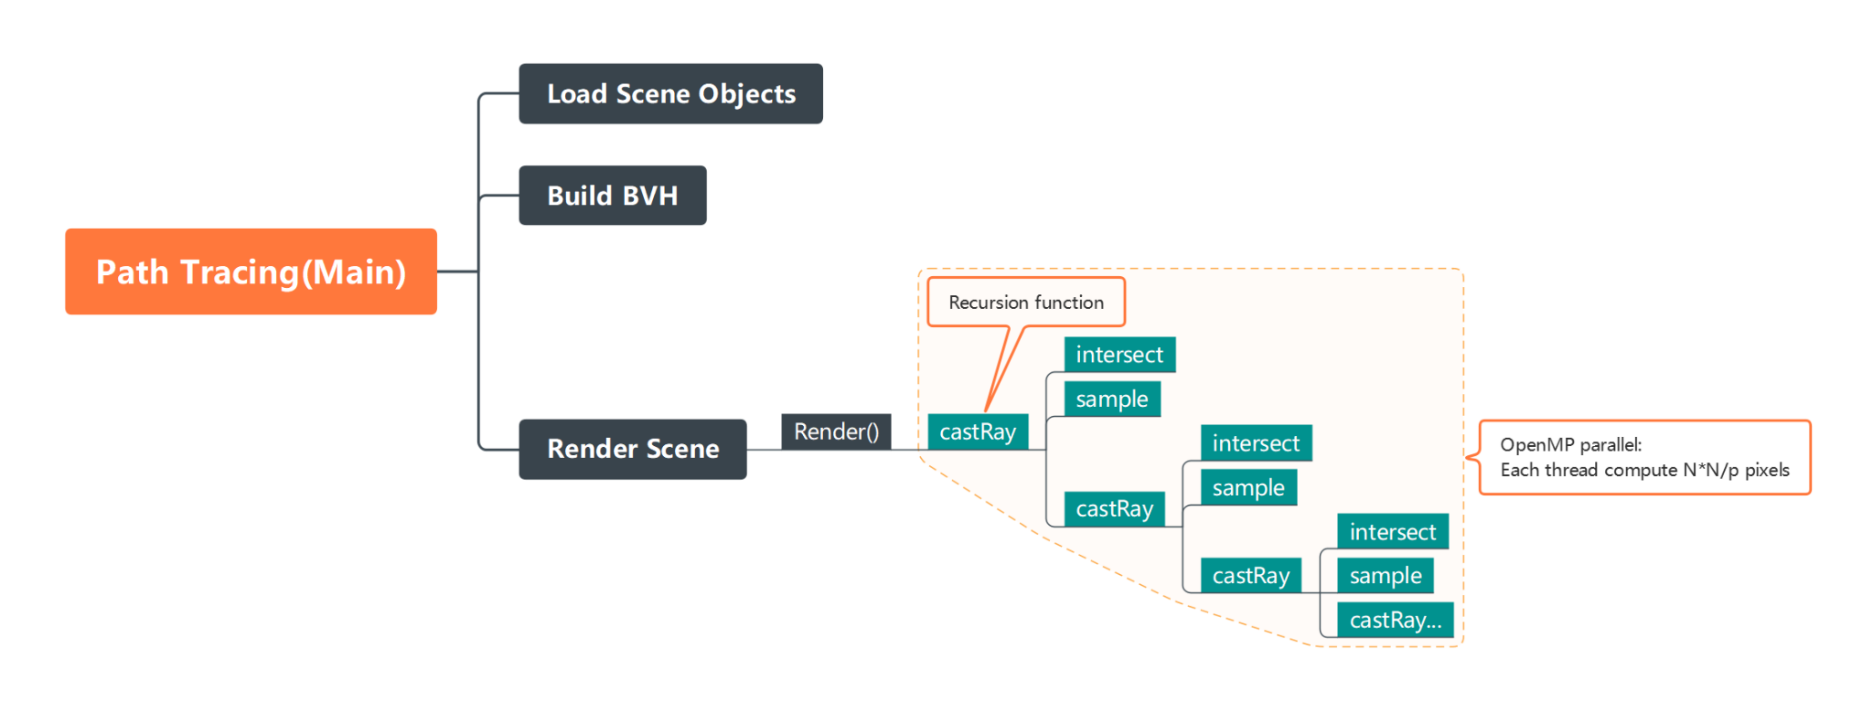 Path Tracing(Main)
Load Scene Objects
Build BVH
Render Scene
Render()
Recursion function
castRay
intersect
sample
castRay
intersect
sample
castRay
intersect
sample
castRay...
OpenMP parallel:
Each thread compute N*N/p pixels